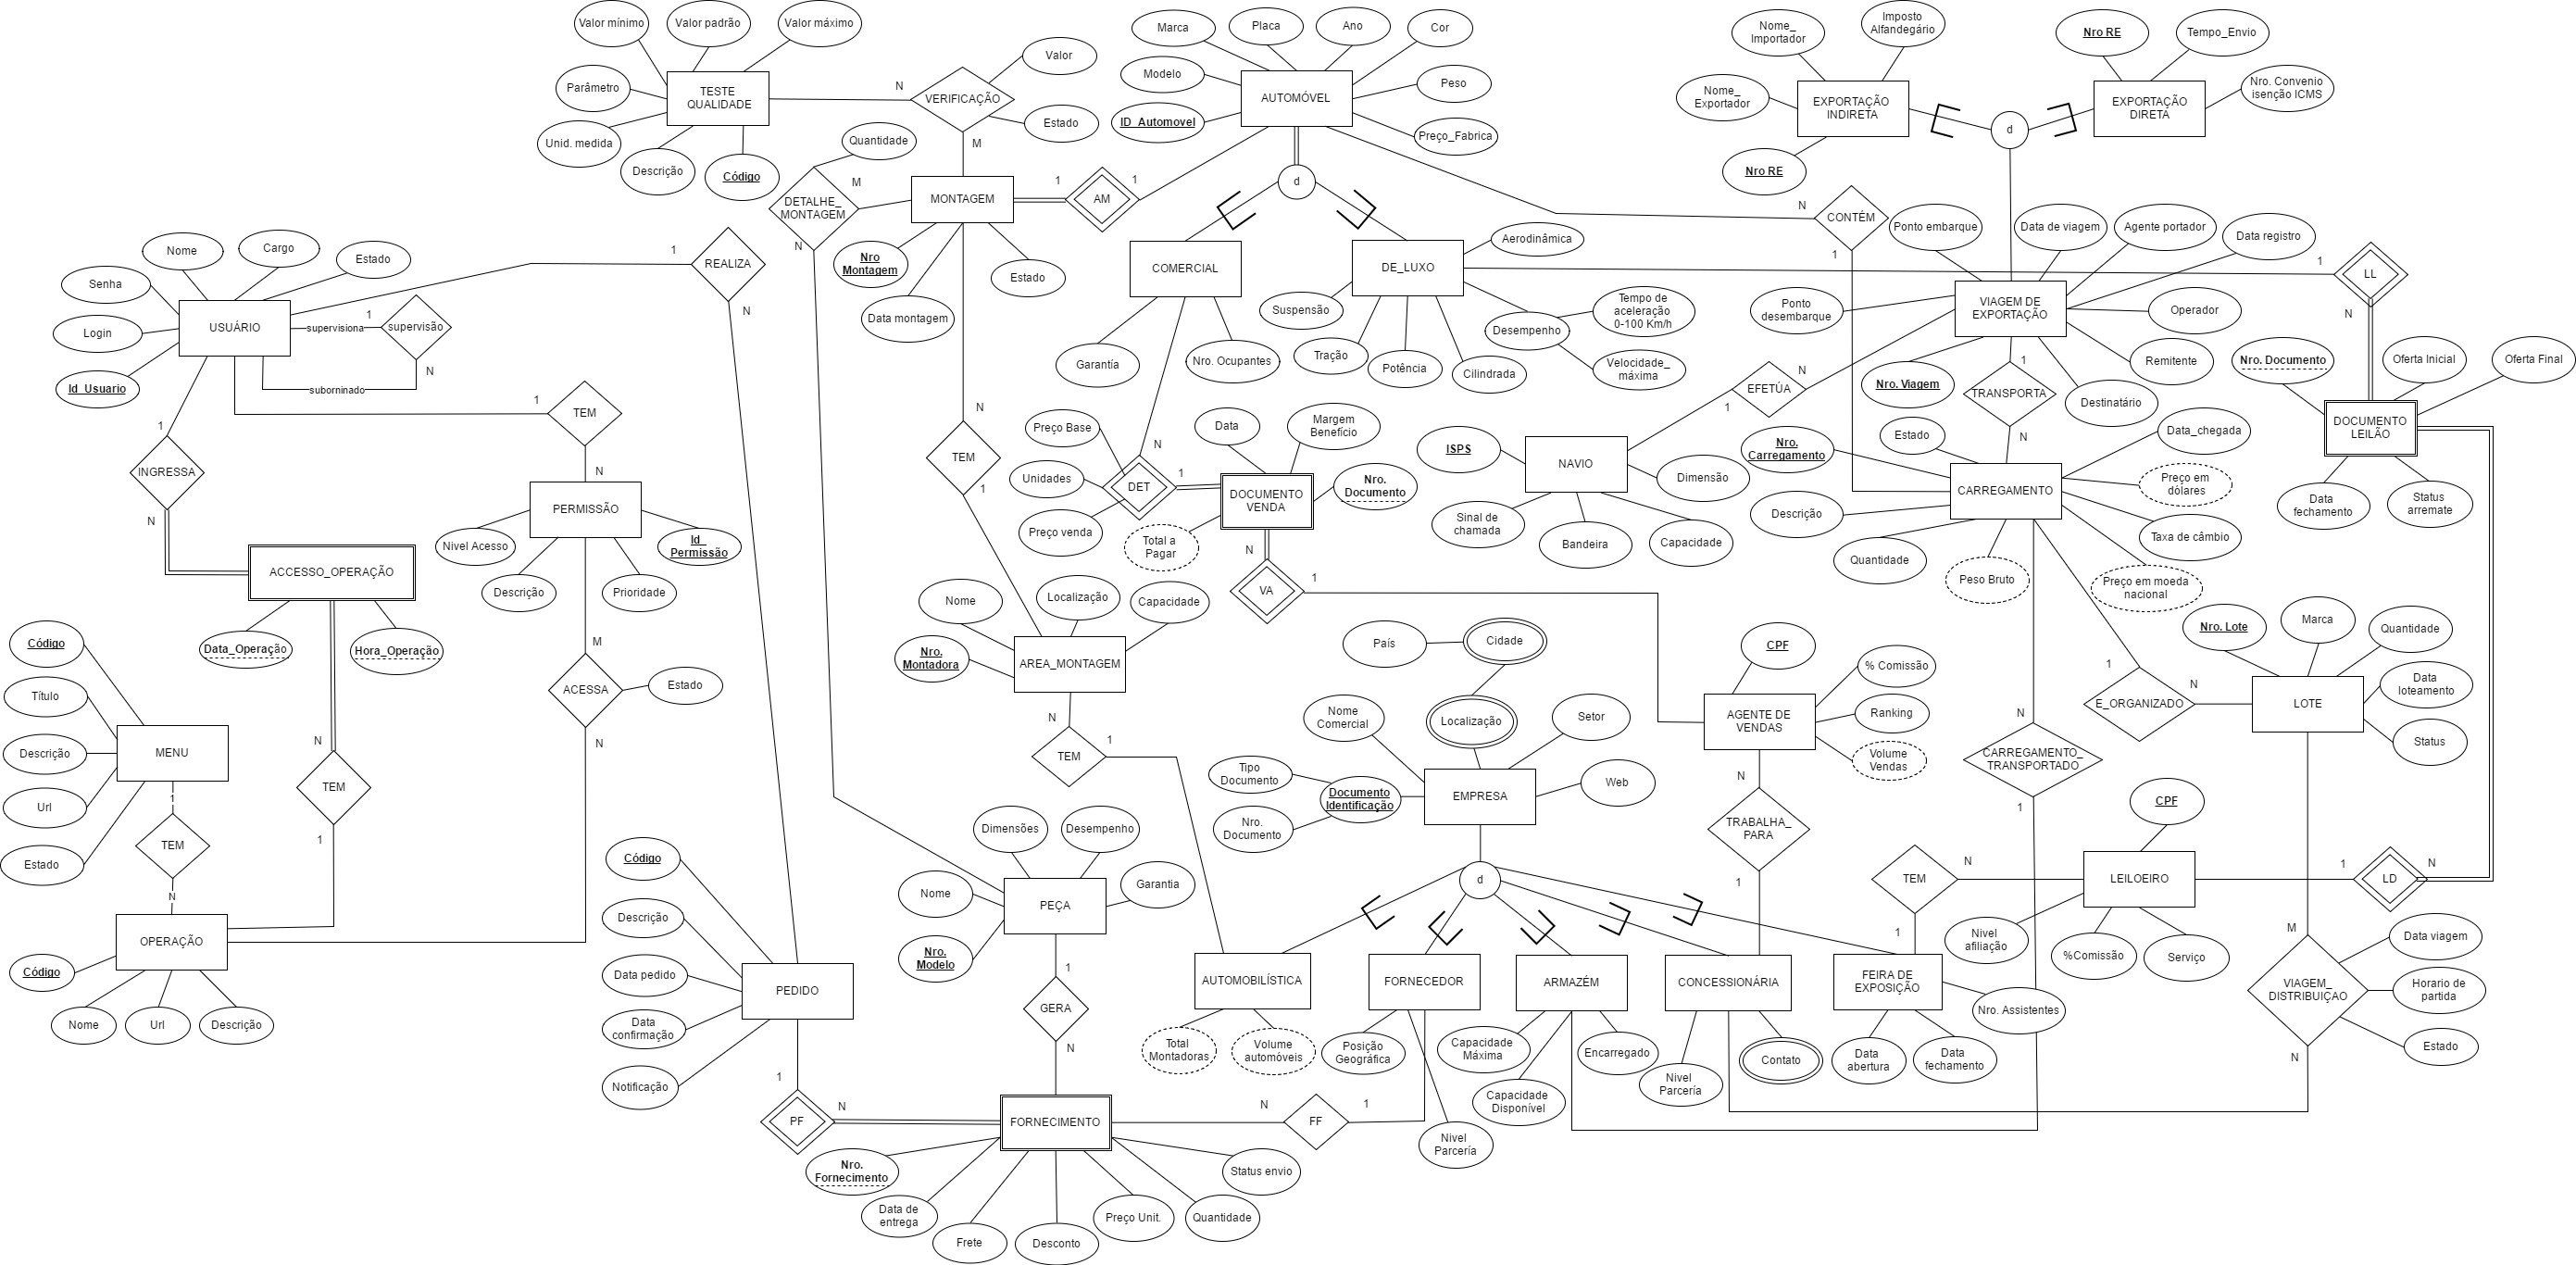 Valor mínimo
Valor padrão
Valor máximo
Parâmetro
Unid. medida
Descrição
Código
TESTE
QUALIDADE
N
VERIFICAÇÃO
Valor
Estado
M
Quantidade
M
DETALHE_
MONTAGEM
N
MONTAGEM
1
AM
1
Nro
Montagem
Data montagem
Estado
Marca
Placa
Ano
Cor
Modelo
Peso
ID_Automovel
Preço_Fabrica
AUTOMÓVEL
d
COMERCIAL
Garantía
Nro. Ocupantes
DE_LUXO
Aerodinâmica
Suspensão
Tração
Potência
Cilindrada
Desempenho
Tempo de
aceleração
0-100 Km/h
Velocidade_
máxima
Nome_
Importador
Imposto
Alfandegário
Nome_
Exportador
Nro RE
EXPORTAÇÃO
INDIRETA
d
Nro RE
Tempo_Envio
Nro. Convenio
isenção ICMS
EXPORTAÇÃO
DIRETA
N
CONTÉM
1
Ponto embarque
Data de viagem
Agente portador
Data registro
Ponto
desembarque
VIAGEM DE
EXPORTAÇÃO
Operador
Remitente
Destinatário
Nro. Viagem
1
TRANSPORTA
N
1
LL
N
Nro. Documento
Oferta Inicial
Oferta Final
DOCUMENTO
LEILÃO
Data
fechamento
Status
arremate
Nome
Cargo
Estado
Senha
Login
Id_Usuario
USUÁRIO
supervisiona
1
supervisão
N
suborninado
1
REALIZA
N
1
INGRESSA
N
1
TEM
N
PERMISSÃO
Nivel Acesso
Descrição
Prioridade
Id_
Permissão
M
ACESSA
Estado
N
ACCESSO_OPERAÇÃO
Data_Operação
Hora_Operação
N
TEM
1
Código
Título
Descrição
Url
Estado
MENU
1
TEM
N
OPERAÇÃO
Código
Nome
Url
Descrição
N
TEM
1
Nome
Localização
Capacidade
Nro.
Montadora
AREA_MONTAGEM
N
TEM
1
Preço Base
Unidades
Preço venda
N
DET
1
Data
Margem
Benefício
Nro.
Documento
DOCUMENTO
VENDA
Total a
Pagar
N
VA
1
ISPS
NAVIO
Dimensão
Sinal de
chamada
Bandeira
Capacidade
1
EFETÚA
N
Nro.
Carregamento
Estado
Data_chegada
Preço em
dólares
Taxa de câmbio
Preço em moeda
nacional
Peso Bruto
Quantidade
Descrição
CARREGAMENTO
N
CARREGAMENTO_
TRANSPORTADO
1
1
E_ORGANIZADO
N
Nro. Lote
Marca
Quantidade
Data
loteamento
Status
LOTE
País
Cidade
Localização
Nome
Comercial
Setor
Web
Tipo
Documento
Documento
Identificação
Nro.
Documento
EMPRESA
d
CPF
% Comissão
Ranking
Volume
Vendas
AGENTE DE
VENDAS
N
TRABALHA_
PARA
1
CPF
LEILOEIRO
Nivel
afiliação
%Comissão
Serviço
N
TEM
1
1
LD
N
M
VIAGEM_
DISTRIBUIÇAO
N
Data viagem
Horario de
partida
Estado
Dimensões
Desempenho
Nome
Garantia
Nro.
Modelo
PEÇA
1
GERA
N
Código
Descrição
Data pedido
Data
confirmação
Notificação
PEDIDO
1
PF
N
FORNECIMENTO
Nro.
Fornecimento
Data de
entrega
Frete
Desconto
Preço Unit.
Quantidade
Status envio
N
FF
1
AUTOMOBILÍSTICA
Total
Montadoras
Volume
automóveis
FORNECEDOR
Posição
Geográfica
Nivel
Parcería
ARMAZÉM
Capacidade
Máxima
Capacidade
Disponível
Encarregado
CONCESSIONÁRIA
Nivel
Parcería
Contato
FEIRA DE
EXPOSIÇÃO
Nro. Assistentes
Data
abertura
Data
fechamento